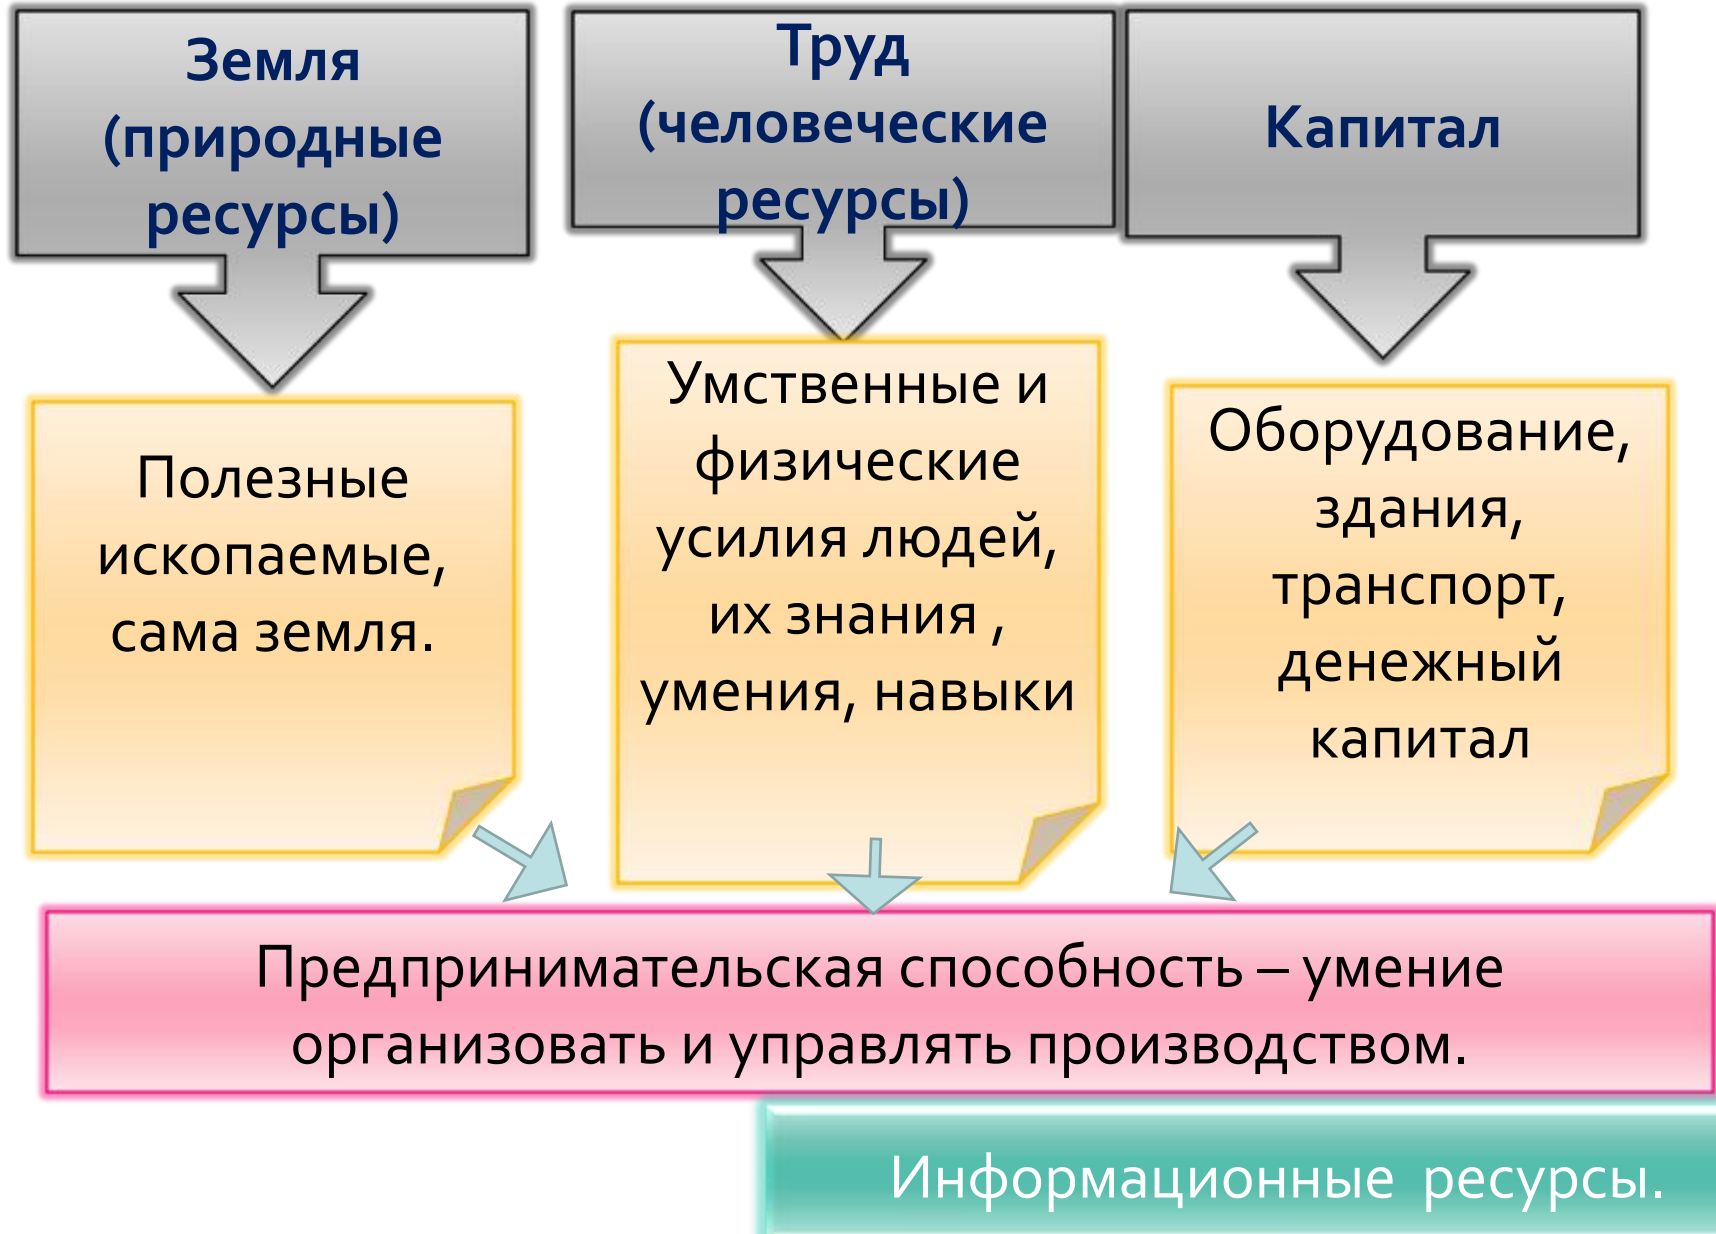 Земля
(природные
ресурсы)
Труд
(человеческие
ресурсы)
Капитал
Полезные
ископаемые,
сама земля.
Умственные и
физические
усилия людей,
их знания ,
умения, навыки
Оборудование,
здания,
транспорт,
денежный
капитал
Предпринимательская способность – умение
организовать и управлять производством.
Информационные ресурсы.